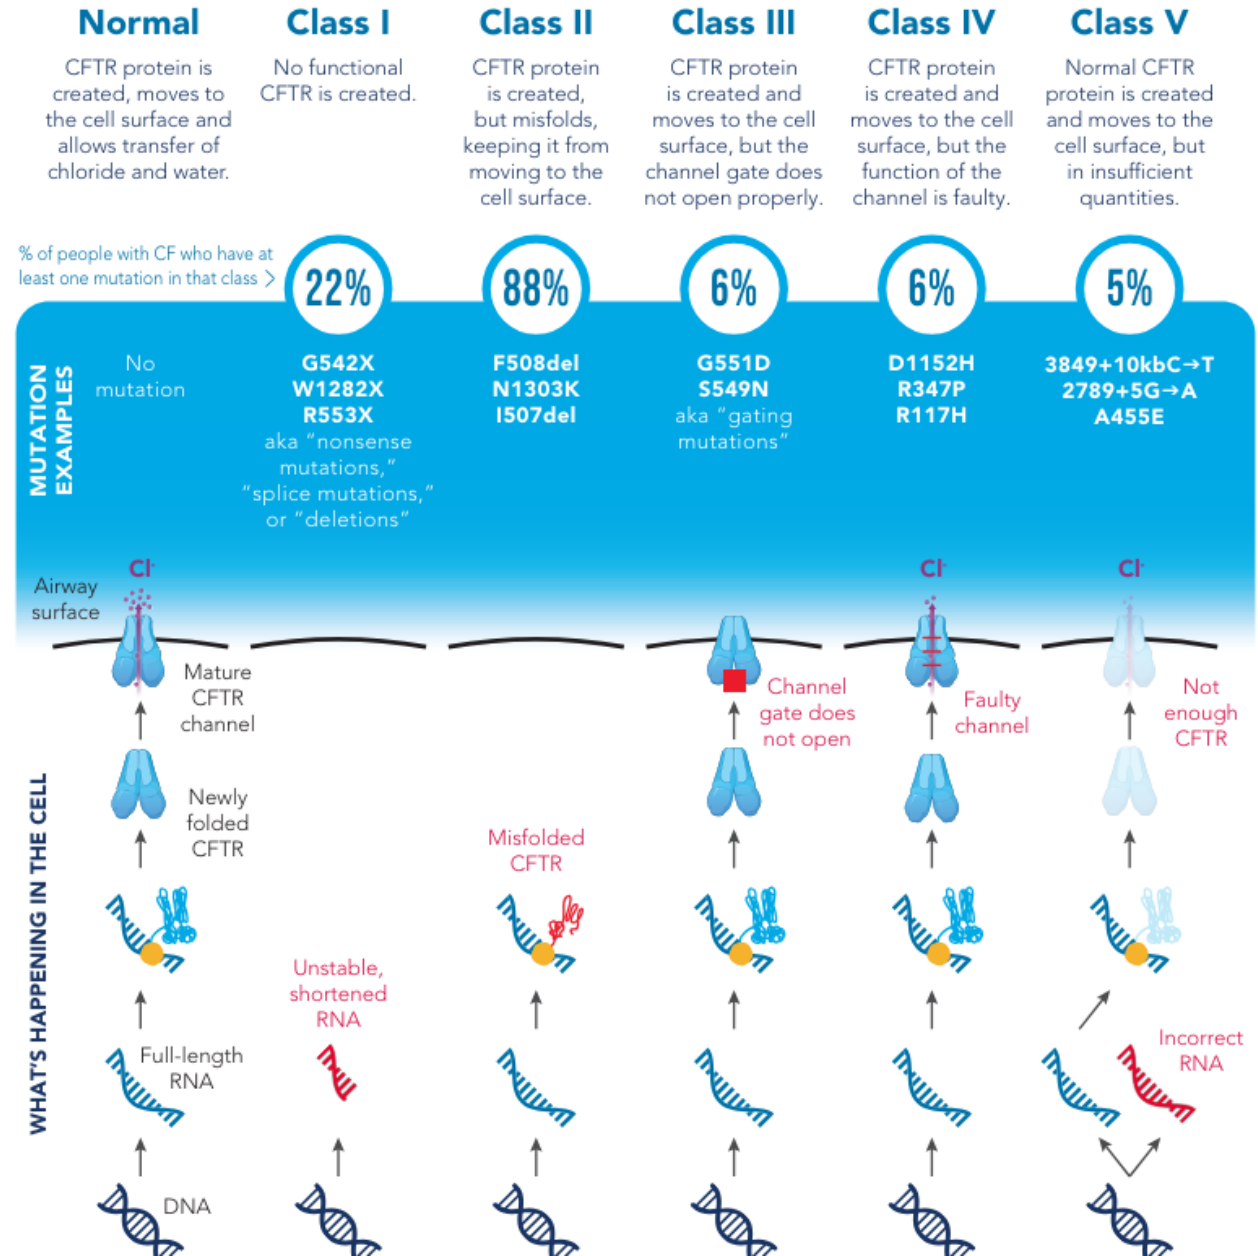 Normal
CFTR protein is
created, moves to
the cell surface and
allows transfer of
chloride and water.
Class I
No functional
CFTR is created.
Class II
CFTR protein
is created,
but misfolds,
keeping it from
moving to the
cell surface.
Class III
CFTR protein
is created and
moves to the cell
surface, but the
channel gate does
not open properly.
Class IV
CFTR protein
is created and
moves to the cell
surface, but the
function of the
channel is faulty.
Class V
Normal CFTR
protein is created
and moves to the
cell surface, but
in insufficient
quantities.
% of people with CF who have at
least one mutation in that class >
22%
88%
6%
6%
5%
MUTATION
EXAMPLES
No
mutation
G542X
W1282X
R553X
aka “nonsense
mutations,”
“splice mutations,”
or “deletions”
F508del
N1303K
I507del
G551D
S549N
aka “gating
mutations”
D1152H
R347P
R117H
3849+10kbC→T
2789+5G→A
A455E
Airway
surface
Cl-
Cl-
Cl-
WHAT'S HAPPENING IN THE CELL
Mature
CFTR
channel
Channel
gate does
not open
Faulty
channel
Not
enough
CFTR
Newly
folded
CFTR
Misfolded
CFTR
Unstable,
shortened
RNA
Full-length
RNA
Incorrect
RNA
DNA